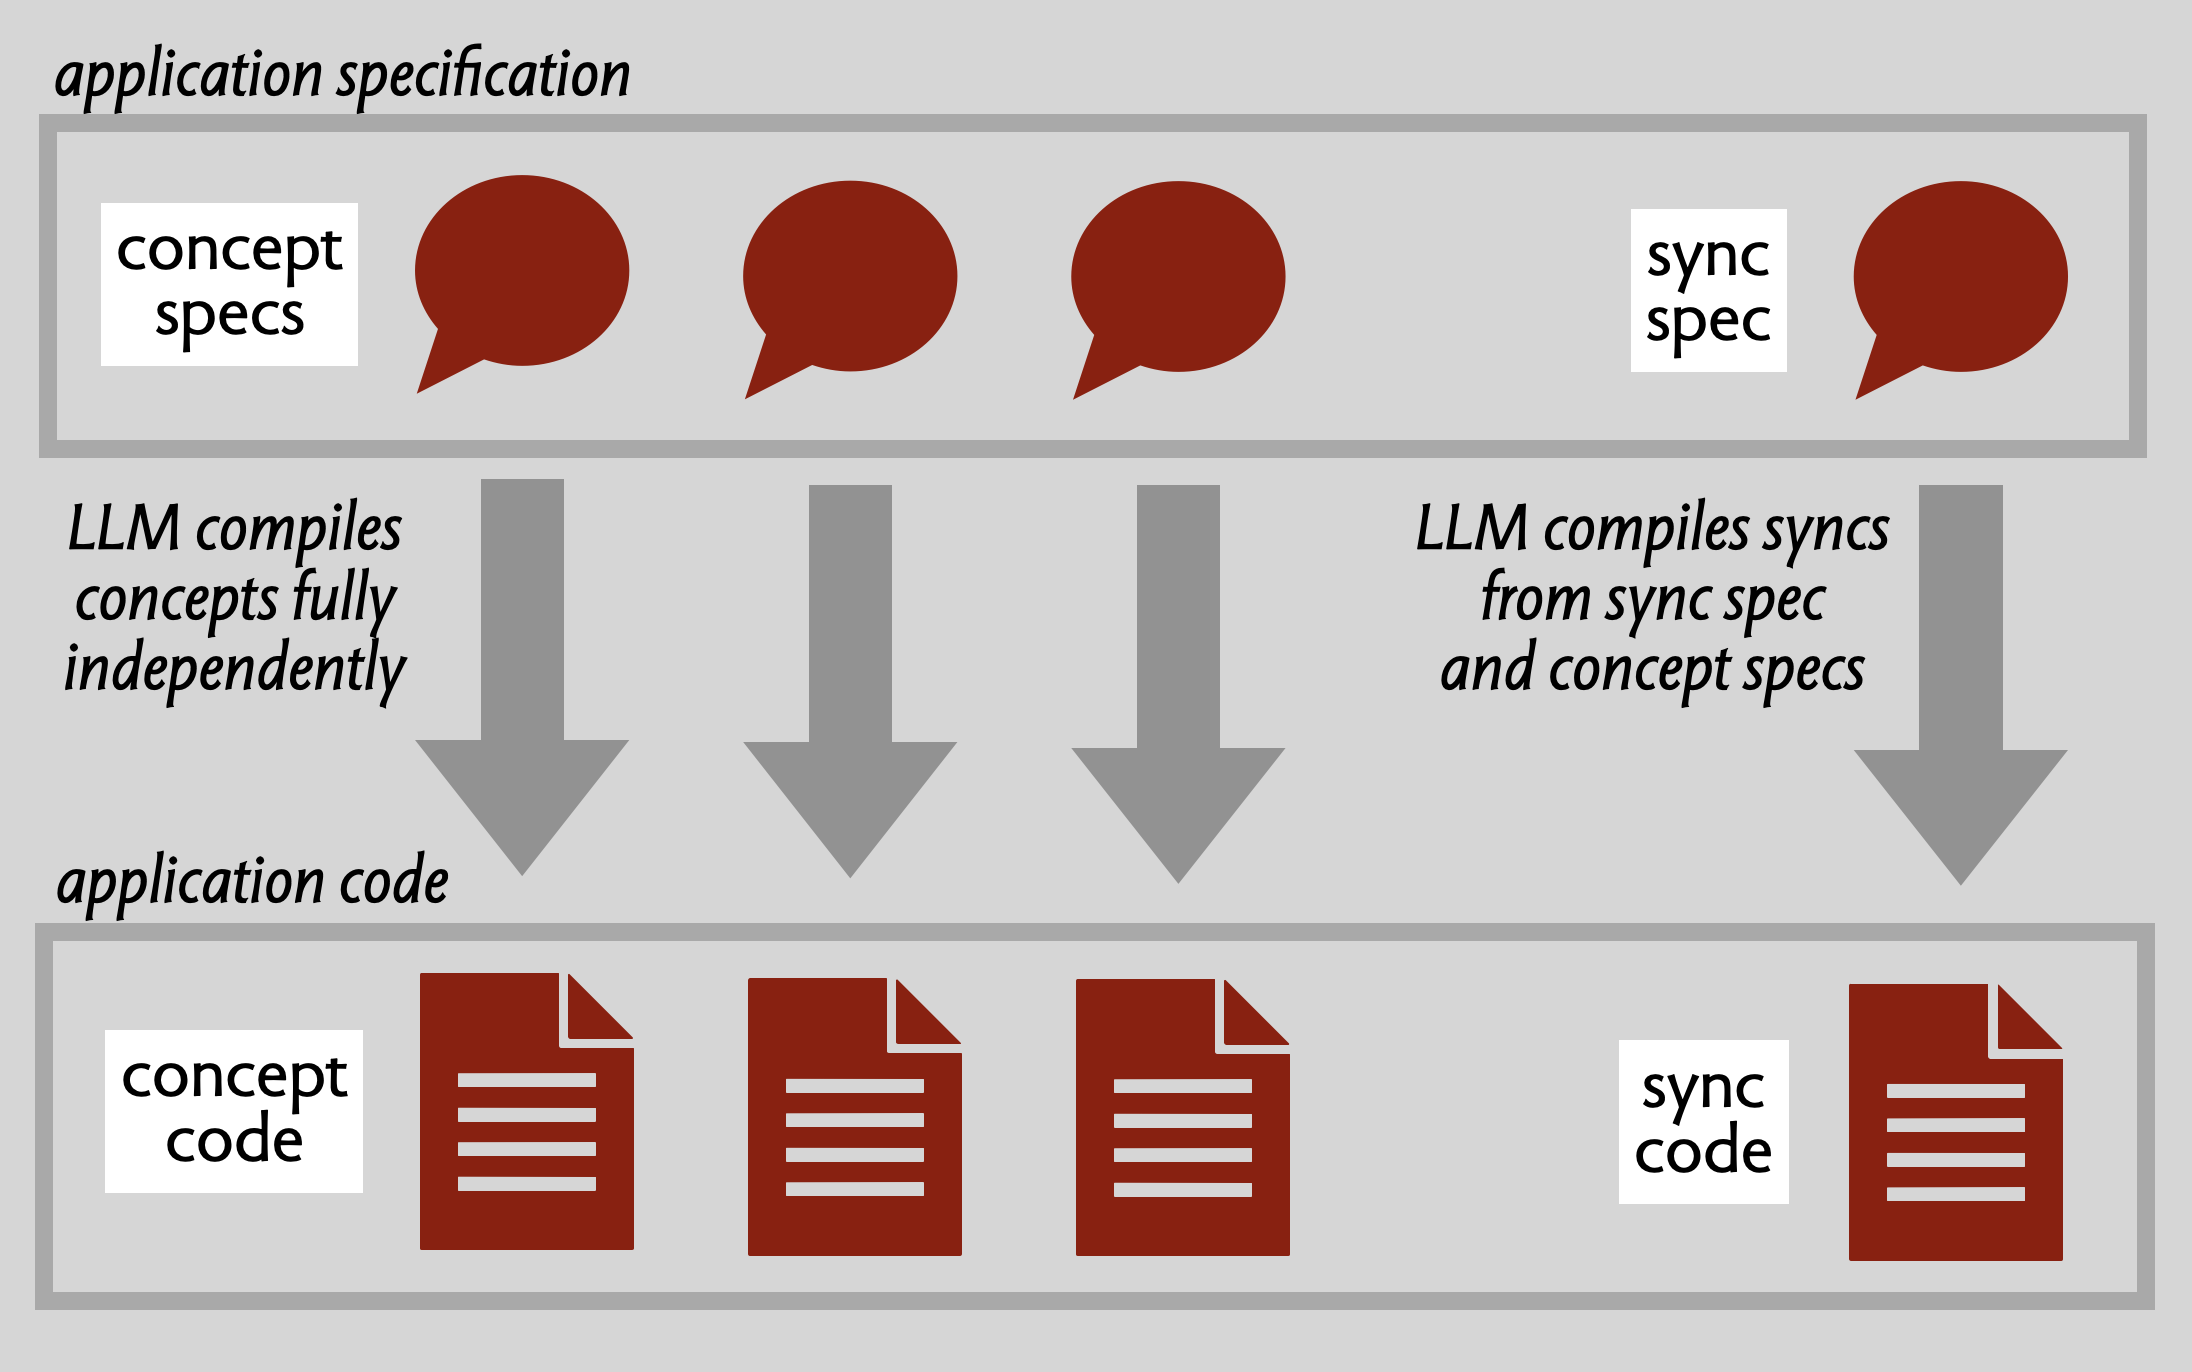 application specification
concept
specs
sync
spec
LLM compiles
concepts fully
independently
LLM compiles syncs
from sync spec
and concept specs
application code
concept
code
sync
code